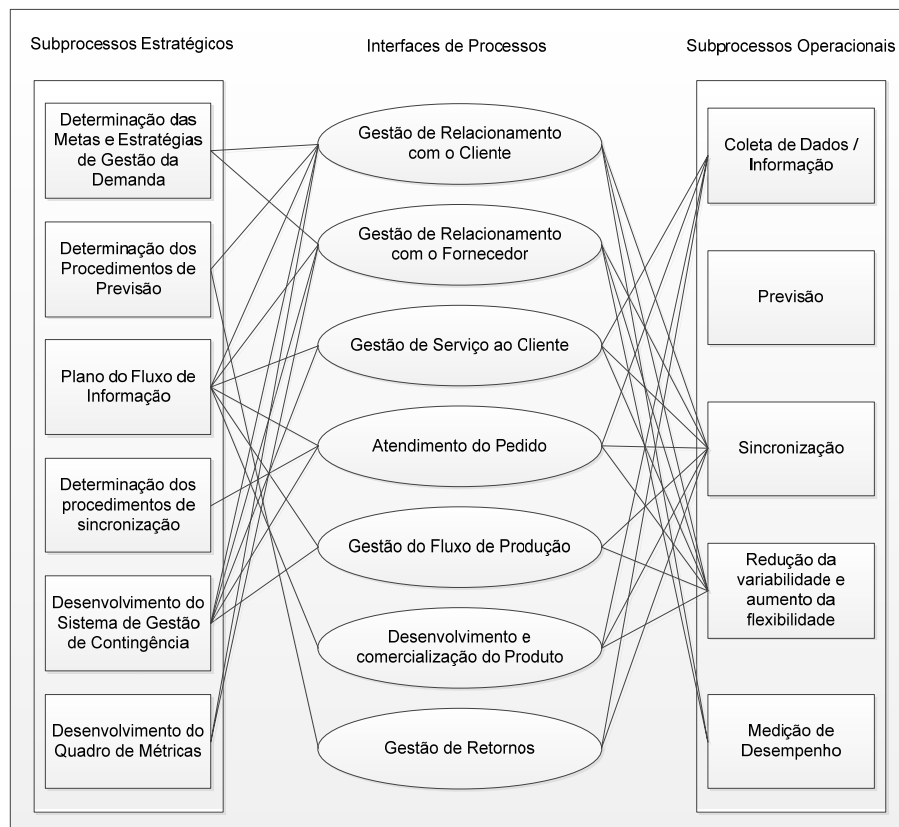 Subprocessos Estratégicos
Interfaces de Processos
Subprocessos Operacionais
Determinação das
Metas e Estratégias
de Gestão da
Demanda
Determinação dos
Procedimentos de
Previsão
Plano do Fluxo de
Informação
Determinação dos
procedimentos de
sincronização
Desenvolvimento do
Sistema de Gestão
de Contingência
Desenvolvimento do
Quadro de Métricas
Gestão de Relacionamento
com o Cliente
Gestão de Relacionamento
com o Fornecedor
Gestão de Serviço ao Cliente
Atendimento do Pedido
Gestão do Fluxo de Produção
Desenvolvimento e
comercialização do Produto
Gestão de Retornos
Coleta de Dados /
Informação
Previsão
Sincronização
Redução da
variabilidade e
aumento da
flexibilidade
Medição de
Desempenho